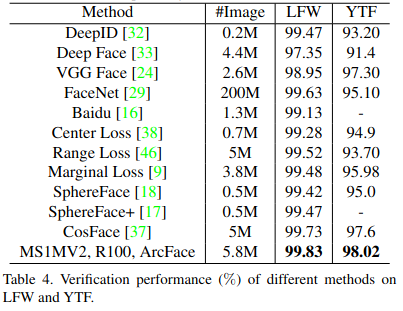 Method #Image LFW YTF
DeepID [32] 0.2M 99.47 93.20
Deep Face [33] 4.4M 97.35 91.4
VGG Face [24] 2.6M 98.95 97.30
FaceNet [29] 200M 99.63 95.10
Baidu [16] 1.3M 99.13 -
Center Loss [38] 0.7M 99.28 94.9
Range Loss [46] 5M 99.52 93.70
Marginal Loss [9] 3.8M 99.48 95.98
SphereFace [18] 0.5M 99.42 95.0
SphereFace+ [17] 0.5M 99.47 -
CosFace [37] 5M 99.73 97.6
MS1MV2, R100, ArcFace 5.8M 99.83 98.02
Table 4. Verification performance (%) of different methods on
LFW and YTF.